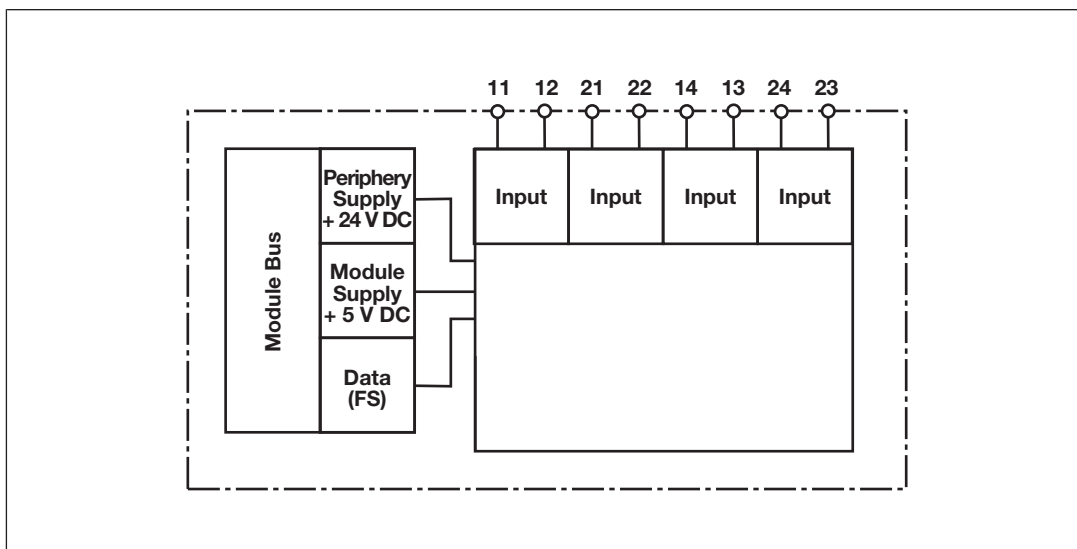 11 12 21 22 14 13 24 23
Periphery
Supply
+ 24 V DC
Input Input Input Input
Module Bus
Module
Supply
+ 5 V DC
Data
(FS)